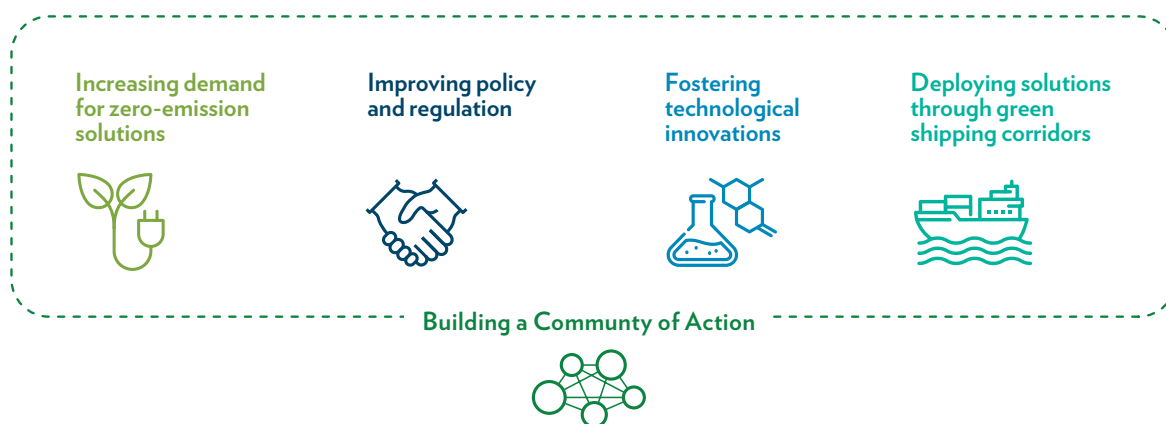 Increasing demand
for zero-emission
solutions
Improving policy
and regulation
Fostering
technological
innovations
Deploying solutions
through green
shipping corridors
Building a Communty of Action